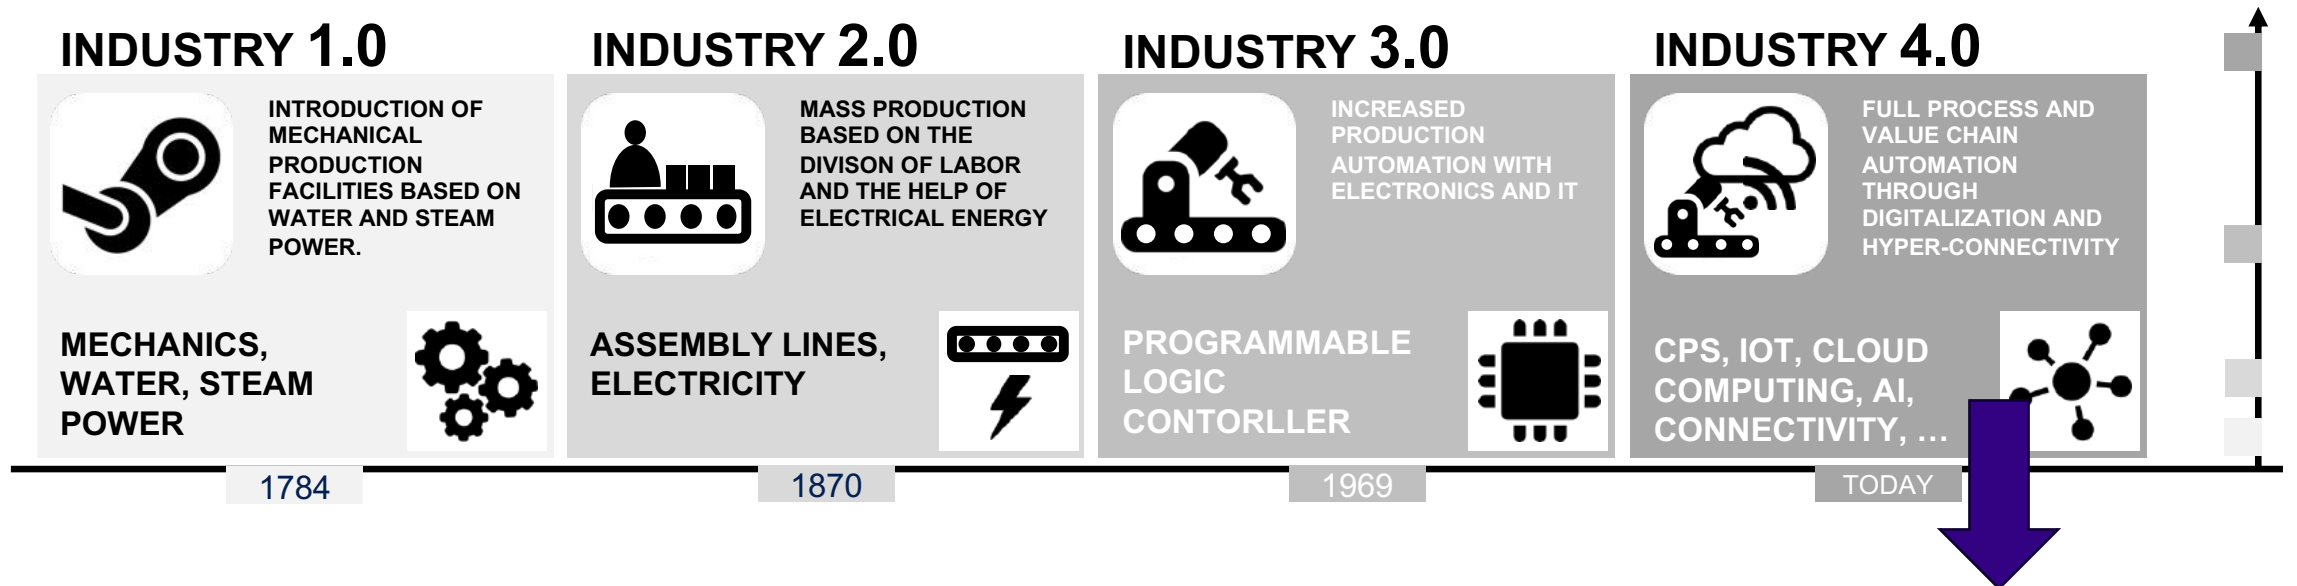 INDUSTRY 1.0
INTRODUCTION OF
MECHANICAL
PRODUCTION
FACILITIES BASED ON
WATER AND STEAM
POWER.
MECHANICS,
WATER, STEAM
POWER
1784
INDUSTRY 2.0
MASS PRODUCTION
BASED ON THE
DIVISON OF LABOR
AND THE HELP OF
ELECTRICAL ENERGY
ASSEMBLY LINES,
ELECTRICITY
1870
INDUSTRY 3.0
INCREASED
PRODUCTION
AUTOMATION WITH
ELECTRONICS AND IT
PROGRAMMABLE
LOGIC
CONTORLLER
1969
INDUSTRY 4.0
FULL PROCESS AND
VALUE CHAIN
AUTOMATION
THROUGH
DIGITALIZATION AND
HYPER-CONNECTIVITY
CPS, IOT, CLOUD
COMPUTING, AI,
CONNECTIVITY, …
TODAY